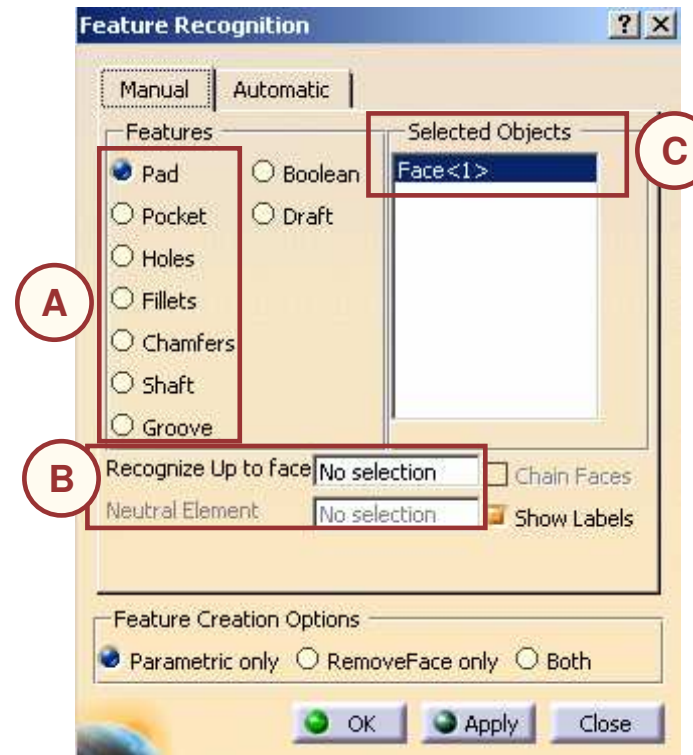 Feature Recognition
Manual Automatic
Features Selected Objects
C
Pad Boolean Face<1>
Pocket Draft
Holes
A
Fillets
Chamfers
Shaft
Groove
B
Recognize Up to face No selection Chain Faces
Neutral Element No selection Show Labels
Feature Creation Options
Parametric only RemoveFace only Both
OK Apply Close